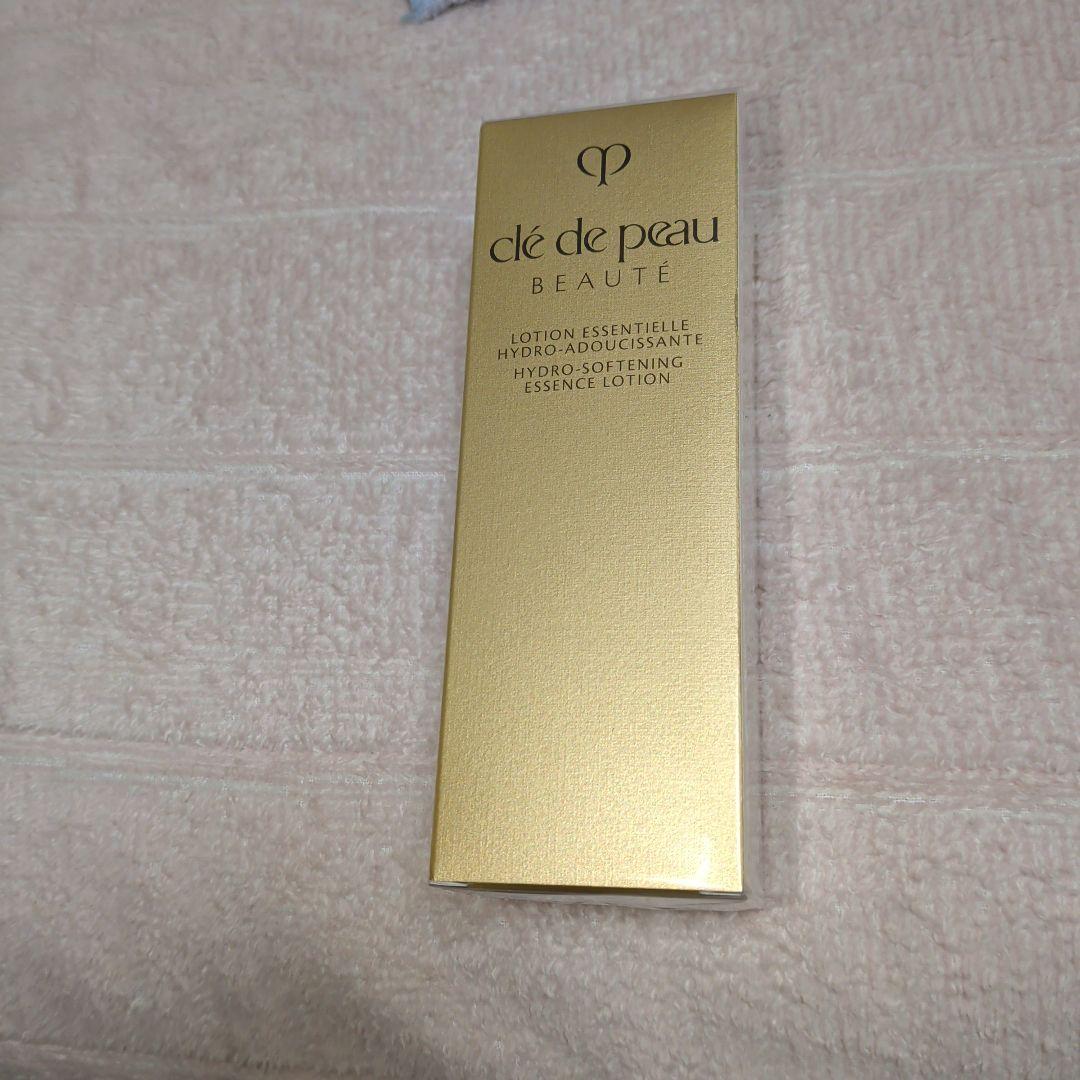 clé de peau
BEAUTÉ
LOTION ESSENTIELLE
HYDRO-ADOUCISSANTE
HYDRO-SOFTENING
ESSENCE LOTION